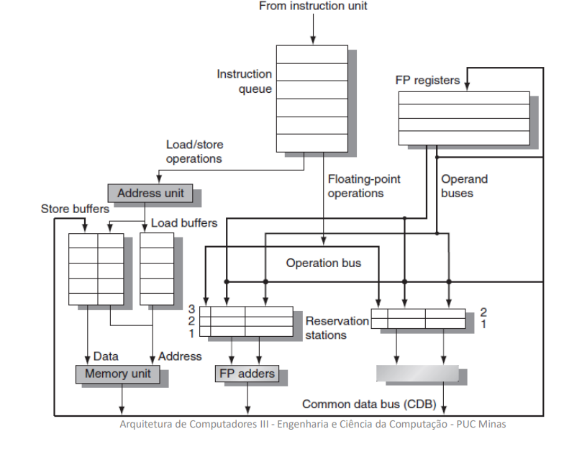 From instruction unit
Instruction
queue
FP registers
Load/store
operations
Address unit
Floating-point
operations
Operand
buses
Store buffers
Load buffers
Operation bus
3
2
1
Reservation
stations
2
1
Data
Address
Memory unit
FP adders
Common data bus (CDB)
Arquitetura de Computadores III - Engenharia e Ciência da Computação - PUC Minas